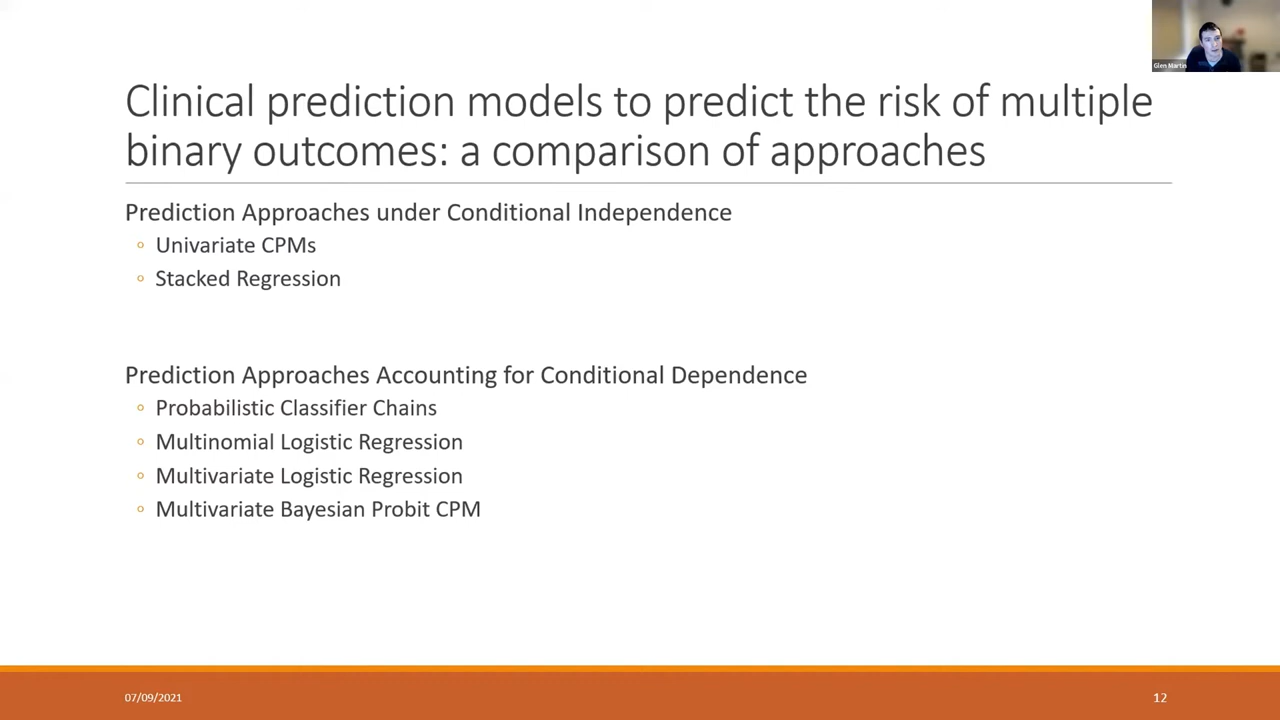 Glen Martin
Clinical prediction models to predict the risk of multiple
binary outcomes: a comparison of approaches
Prediction Approaches under Conditional Independence
Univariate CPMs
Stacked Regression
Prediction Approaches Accounting for Conditional Dependence
Probabilistic Classifier Chains
Multinomial Logistic Regression
Multivariate Logistic Regression
Multivariate Bayesian Probit CPM
07/09/2021
12